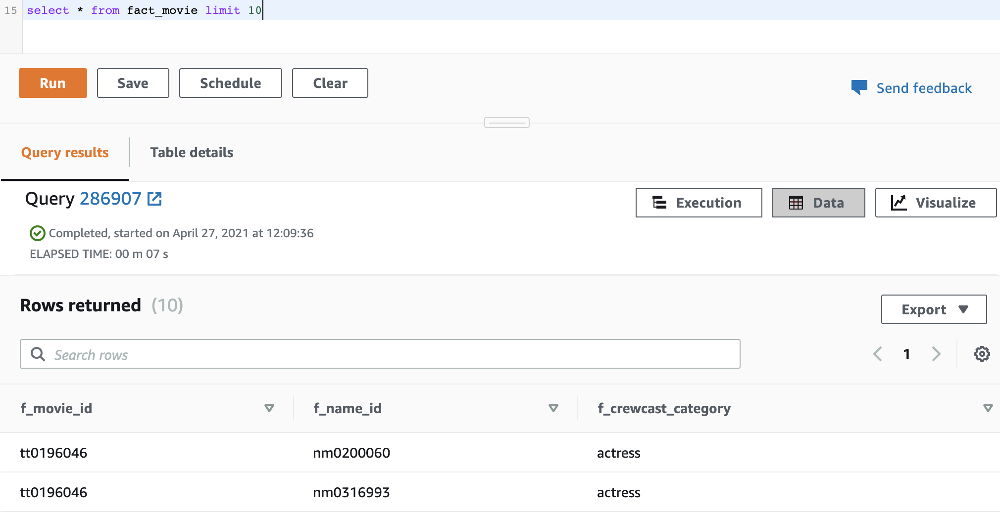 15 select * from fact_movie limit 10
Run Save Schedule Clear
Send feedback
Query results Table details
Query 286907
Execution Data Visualize
Completed, started on April 27, 2021 at 12:09:36
ELAPSED TIME: 00 m 07 s
Rows returned (10)
Export
Search rows
1
f_movie_id f_name_id f_crewcast_category
tt0196046 nm0200060 actress
tt0196046 nm0316993 actress